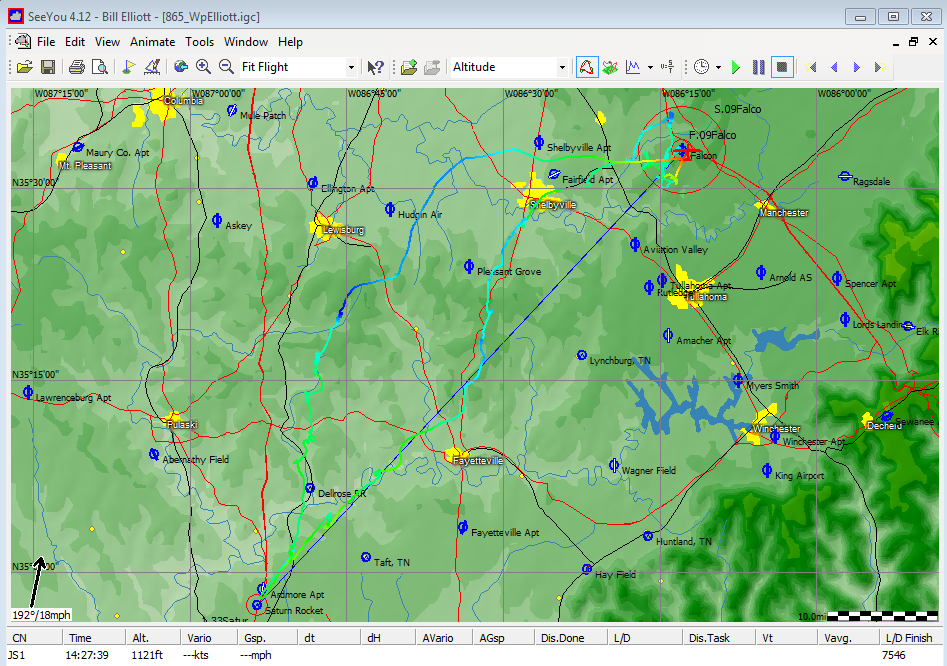 SeeYou 4.12 - Bill Elliott - [865_WpElliott.igc]
File Edit View Animate Tools Window Help
Fit Flight Altitude
W087°15'00" W087°00'00" W086°45'00" W086°30'00" W086°15'00" W086°00'00"
Columbia
S.09Falco
Mule Patch
F.09Falco
Shelbyville Apt
Maury Co. Apt
Falcon
Mt. Pleasant
N35°30'00"
Fairfield Apt
Ragsdale
Ellington Apt
Shelbyville
Hudgin Air
Manchester
Askey
Lewisburg
Aviation Valley
Pleasant Grove
Arnold AS
Spencer Apt
Tullahoma Apt
Rutledge
Tullahoma
Lords Landing
Elk R
Amacher Apt
Lynchburg, TN
N35°15'00"
Myers Smith
Lawrenceburg Apt
Pulaski
Winchester
Decherd
Sewanee
Winchester Apt
Abernathy Field
Fayetteville
Wagner Field
King Airport
Dellrose RR
Fayetteville Apt
Huntland, TN
Taft, TN
Hay Field
Ardmore Apt
Saturn Rocket
192°/18mph
33Satur
10.0mi
CN Time Alt. Vario Gsp. dt dH AVario AGsp Dis.Done L/D Dis.Task Vt Vavg. L/D Finish
JS1 14:27:39 1121ft ---kts ---mph 7546